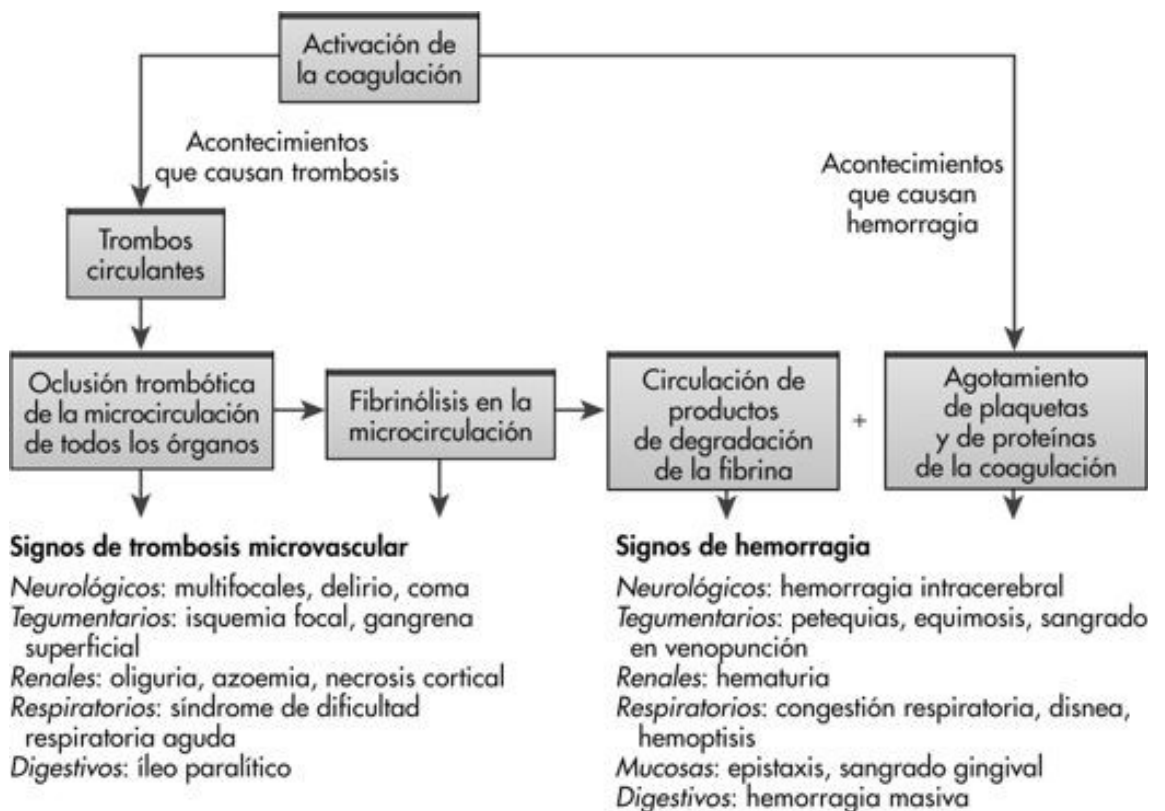 Activación de
la coagulación
Acontecimientos
que causan trombosis
Acontecimientos
que causan
hemorragia
Trombos
circulantes
Oclusión trombótica
de la microcirculación
de todos los órganos
Fibrinólisis en la
microcirculación
Circulación de
productos
de degradación
de la fibrina
+
Agotamiento
de plaquetas
y de proteínas
de la coagulación
Signos de trombosis microvascular
Neurológicos: multifocales, delirio, coma
Tegumentarios: isquemia focal, gangrena
superficial
Renales: oliguria, azoemia, necrosis cortical
Respiratorios: síndrome de dificultad
respiratoria aguda
Digestivos: íleo paralítico
Signos de hemorragia
Neurológicos: hemorragia intracerebral
Tegumentarios: petequias, equimosis, sangrado
en venopunción
Renales: hematuria
Respiratorios: congestión respiratoria, disnea,
hemoptisis
Mucosas: epistaxis, sangrado gingival
Digestivos: hemorragia masiva